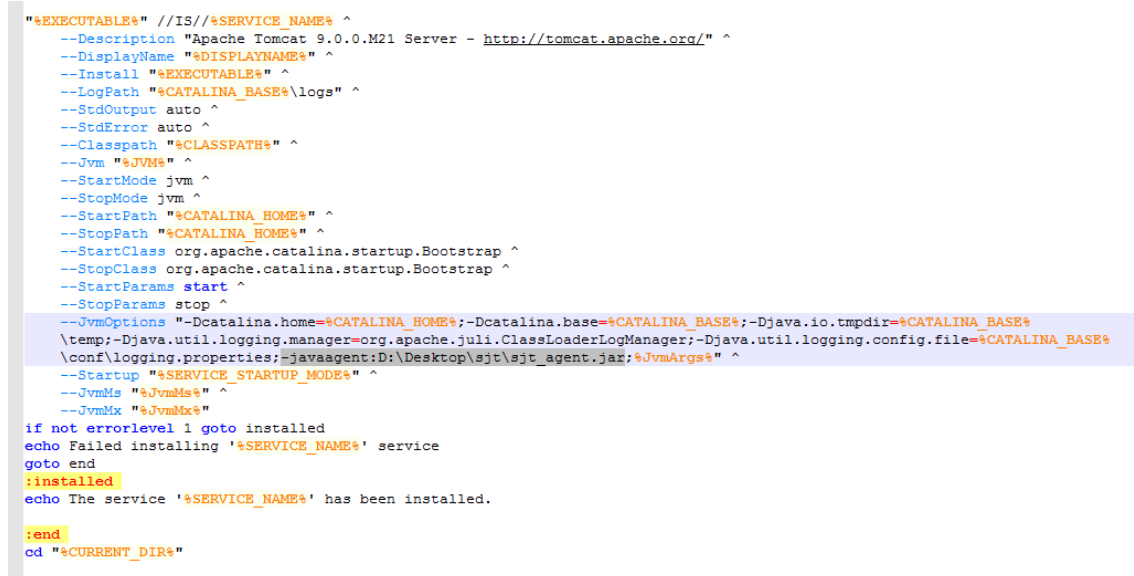 "%EXECUTABLE%" //IS//%SERVICE_NAME% ^
--Description "Apache Tomcat 9.0.0.M21 Server - http://tomcat.apache.org/" ^
--DisplayName "%DISPLAYNAME%" ^
--Install "%EXECUTABLE%" ^
--LogPath "%CATALINA_BASE%\logs" ^
--StdOutput auto ^
--StdError auto ^
--Classpath "%CLASSPATH%" ^
--Jvm "%JVM%" ^
--StartMode jvm ^
--StopMode jvm ^
--StartPath "%CATALINA_HOME%" ^
--StopPath "%CATALINA_HOME%" ^
--StartClass org.apache.catalina.startup.Bootstrap ^
--StopClass org.apache.catalina.startup.Bootstrap ^
--StartParams start ^
--StopParams stop ^
--JvmOptions "-Dcatalina.home=%CATALINA_HOME%;-Dcatalina.base=%CATALINA_BASE%;-Djava.io.tmpdir=%CATALINA_BASE%
\temp;-Djava.util.logging.manager=org.apache.juli.ClassLoaderLogManager;-Djava.util.logging.config.file=%CATALINA_BASE%
\conf\logging.properties;-javaagent:D:\Desktop\sjt\sjt_agent.jar;%JvmArgs%" ^
--Startup "%SERVICE_STARTUP_MODE%" ^
--JvmMs "%JvmMs%" ^
--JvmMx "%JvmMx%"
if not errorlevel 1 goto installed
echo Failed installing '%SERVICE_NAME%' service
goto end
:installed
echo The service '%SERVICE_NAME%' has been installed.
:end
cd "%CURRENT_DIR%"